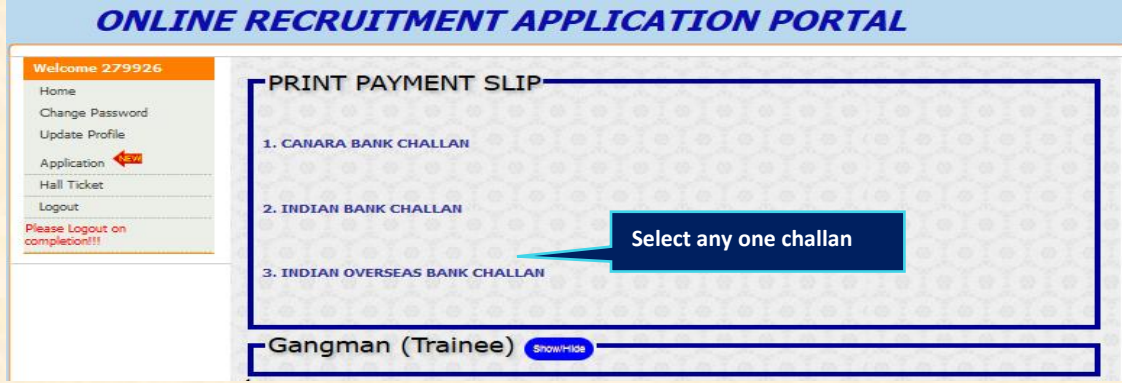 ONLINE RECRUITMENT APPLICATION PORTAL
Welcome 279926
Home
Change Password
Update Profile
Application NEW
Hall Ticket
Logout
Please Logout on
completion!!!
PRINT PAYMENT SLIP
1. CANARA BANK CHALLAN
2. INDIAN BANK CHALLAN
Select any one challan
3. INDIAN OVERSEAS BANK CHALLAN
Gangman (Trainee) Show/Hide